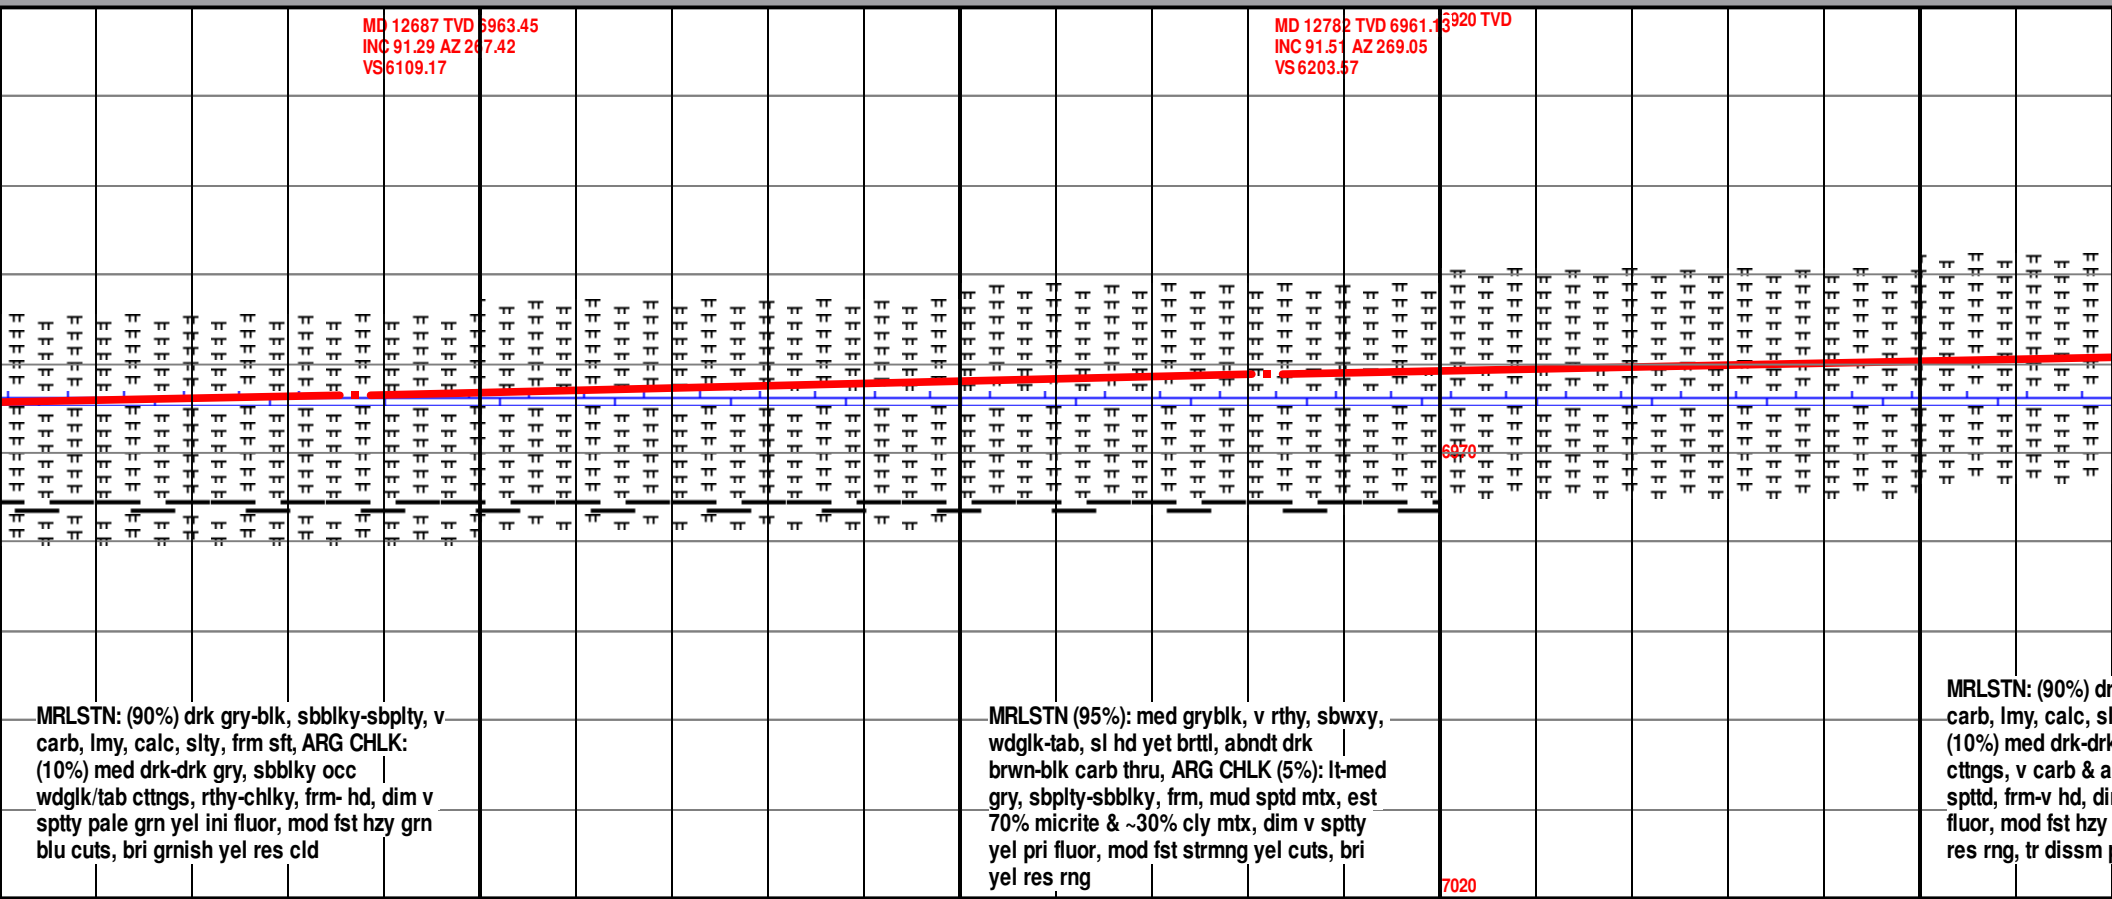 MD 12687 TVD 6963.45
INC 91.29 AZ 267.42
VS 6109.17
MD 12782 TVD 6961.13
INC 91.51 AZ 269.05
VS 6203.57
6920 TVD
6970
7020
MRLSTN: (90%) drk gry-blk, sbblky-sbplty, v
carb, lmy, calc, slty, frm sft, ARG CHLK:
(10%) med drk-drk gry, sbblky occ
wdglk/tab cttngs, rthy-chlky, frm- hd, dim v
sptty pale grn yel ini fluor, mod fst hzy grn
blu cuts, bri grnish yel res cld
MRLSTN (95%): med gryblk, v rthy, sbwxy,
wdglk-tab, sl hd yet brttl, abndt drk
brwn-blk carb thru, ARG CHLK (5%): lt-med
gry, sbplty-sbblky, frm, mud sptd mtx, est
70% micrite & ~30% cly mtx, dim v sptty
yel pri fluor, mod fst strmng yel cuts, bri
yel res rng
MRLSTN: (90%) dr
carb, lmy, calc, sl
(10%) med drk-drk
cttngs, v carb & a
spttd, frm-v hd, di
fluor, mod fst hzy
res rng, tr dissm